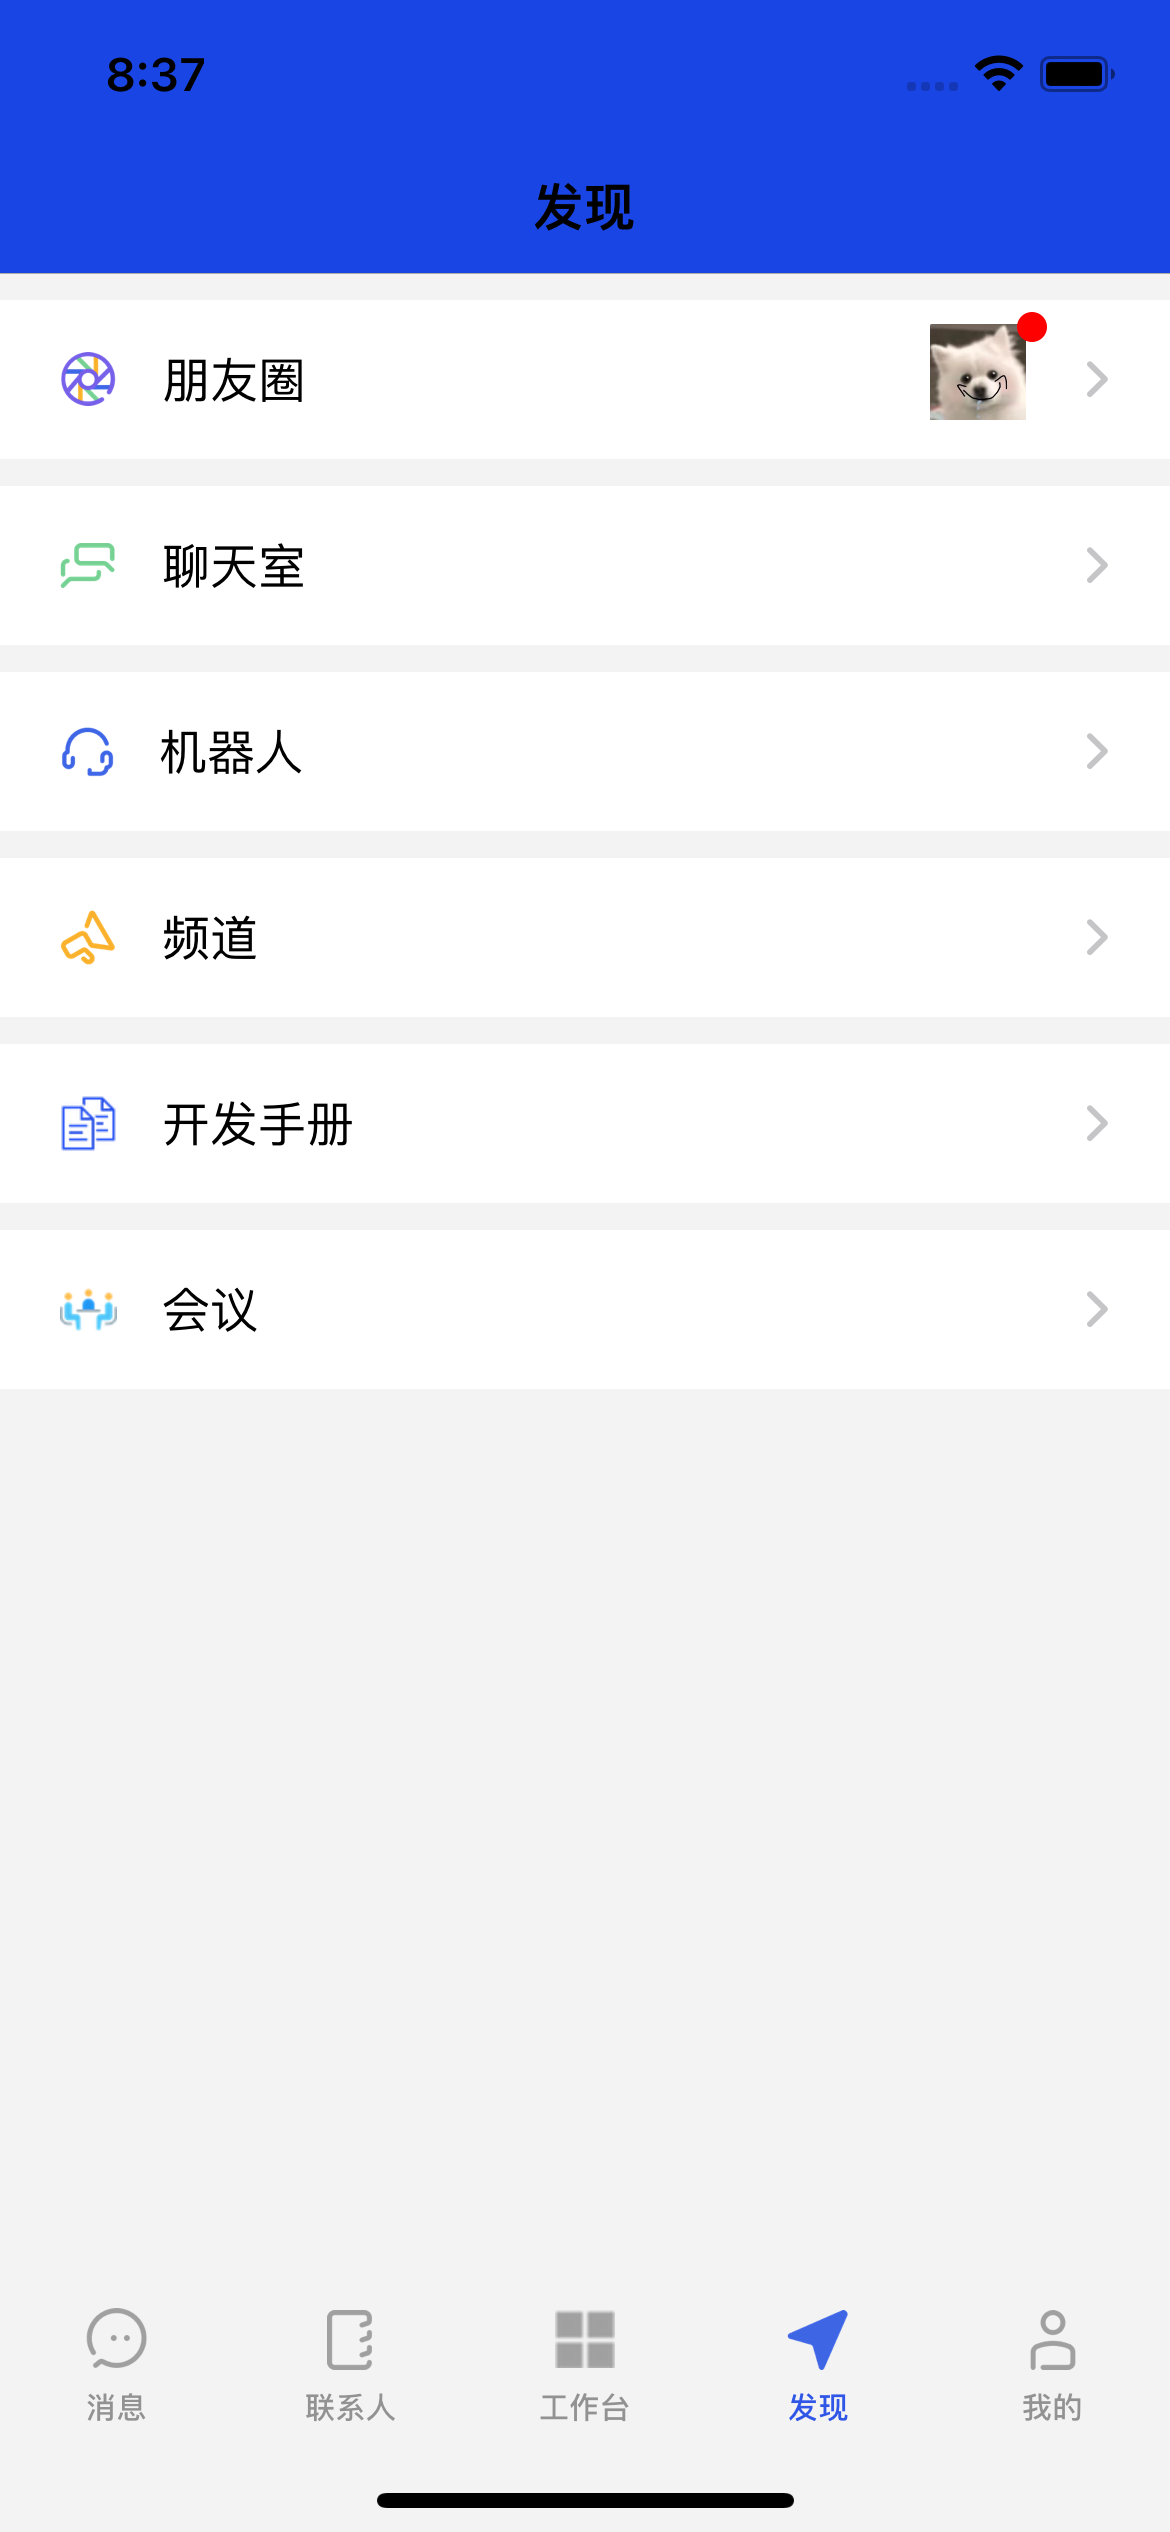 8:37
发现
朋友圈
聊天室
机器人
频道
开发手册
会议
消息
联系人
工作台
发现
我的